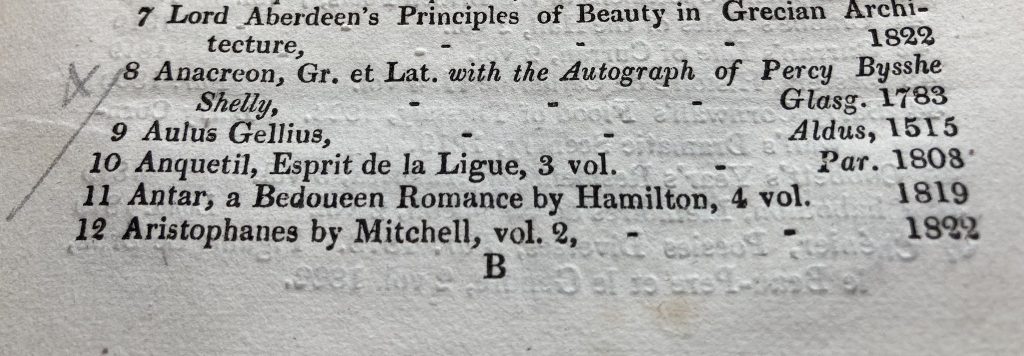 7 Lord Aberdeen's Principles of Beauty in Grecian Archi-
tecture, - - - 1822
8 Anacreon, Gr. et Lat. with the Autograph of Percy Bysshe
Shelly, - - - Glasg. 1783
9 Aulus Gellius, - - Aldus, 1515
10 Anquetil, Esprit de la Ligue, 3 vol. - Par. 1808
11 Antar, a Bedoueen Romance by Hamilton, 4 vol. 1819
12 Aristophanes by Mitchell, vol. 2, - - 1822
B